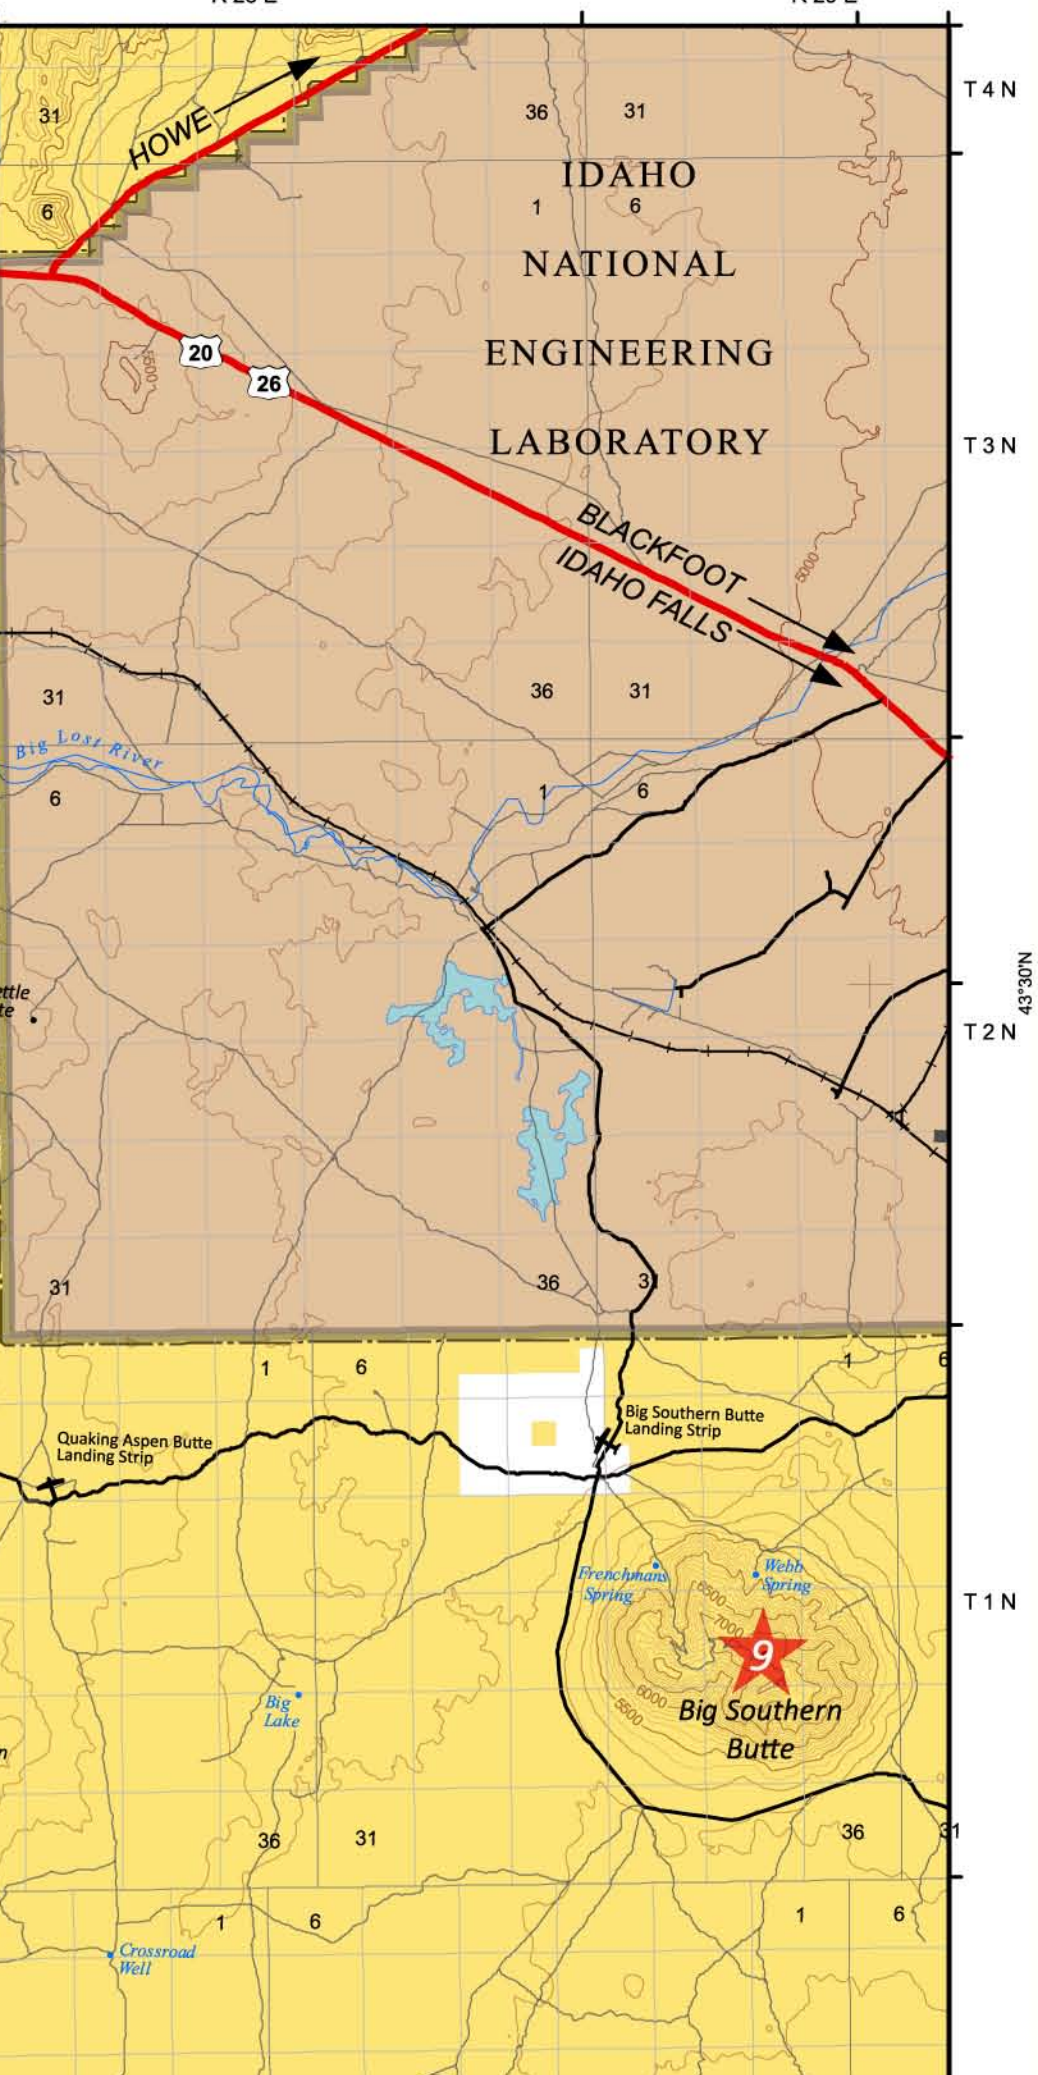 T 4 N
31
HOWE
36
31
IDAHO
6
1
6
NATIONAL
20
ENGINEERING
5500
26
LABORATORY
T 3 N
BLACKFOOT
IDAHO FALLS
5000
31
36
31
Big Lost River
6
1
6
43°30'N
T 2 N
31
36
31
1
6
1
6
Quaking Aspen Butte
Landing Strip
Big Southern Butte
Landing Strip
Frenchmans
Spring
Webb
Spring
6500
7000
T 1 N
9
6000
5500
Big Southern
Butte
Big
Lake
36
31
36
31
1
6
1
6
Crossroad
Well